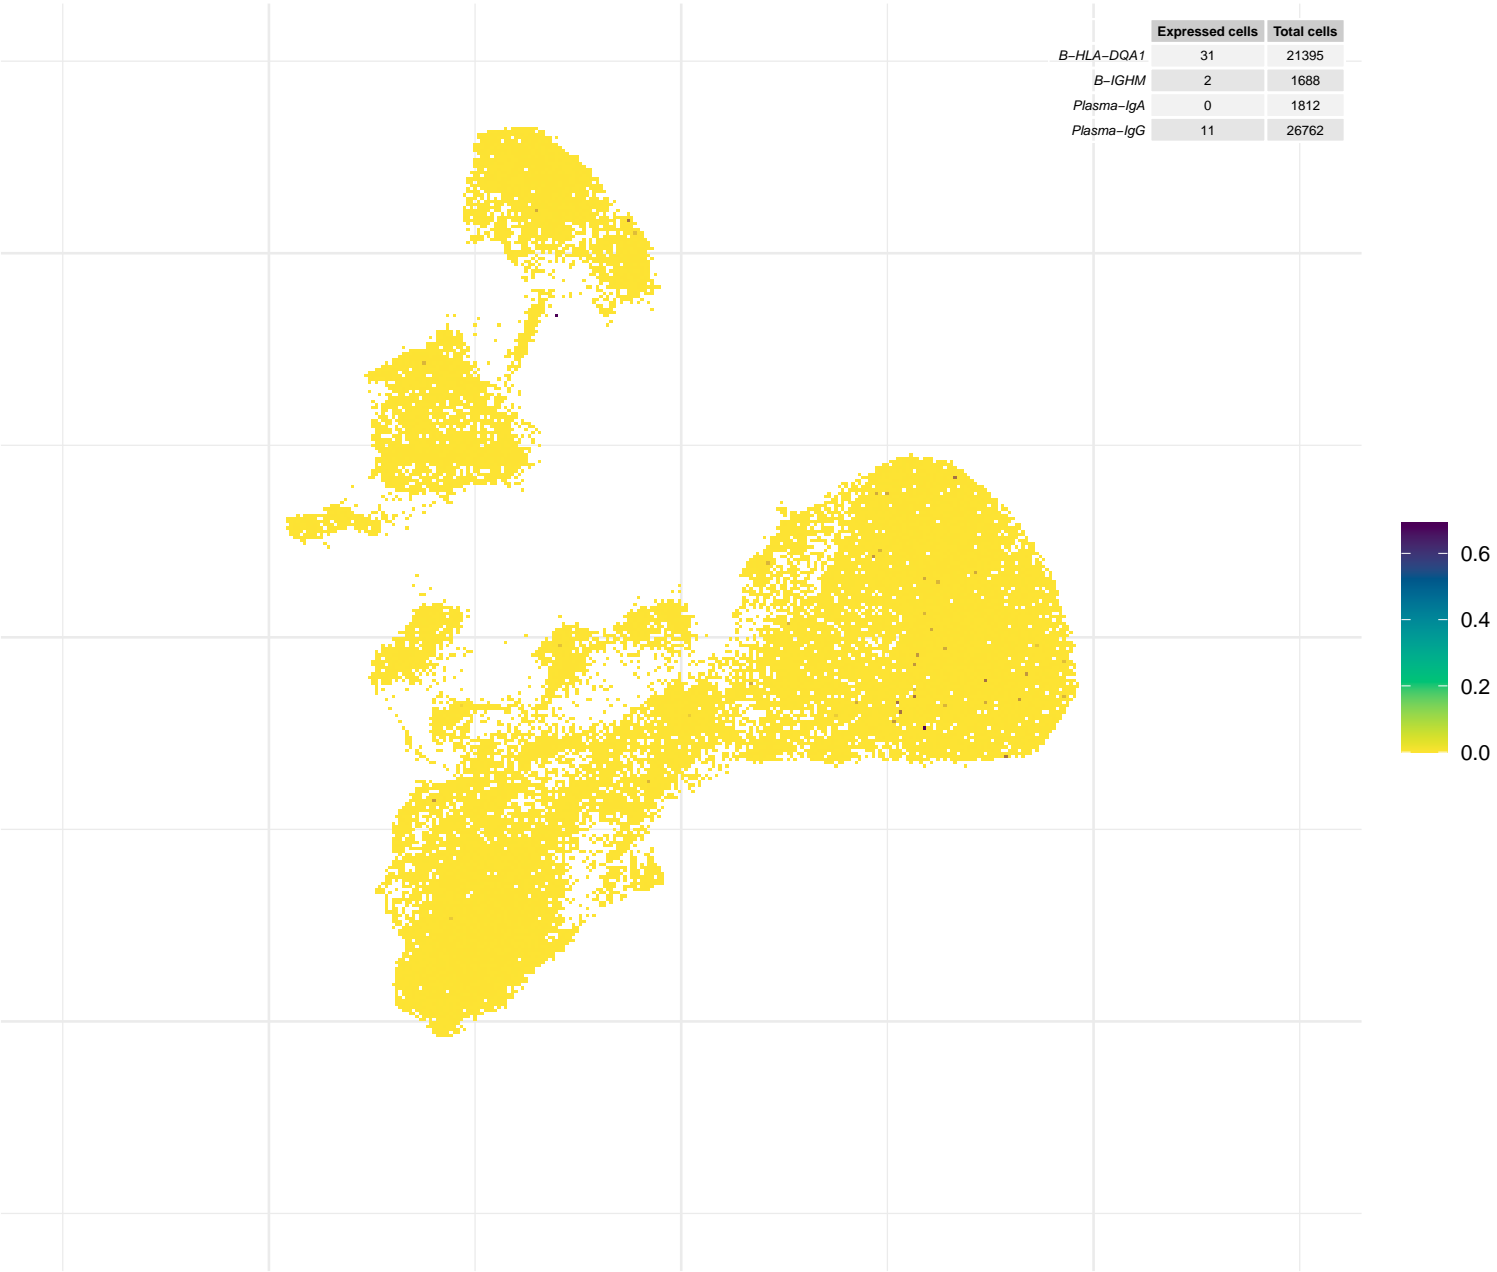 Expressed cells Total cells
B−HLA−DQA1 31 21395
B−IGHM 2 1688
Plasma−IgA 0 1812
Plasma−IgG 11 26762
0.6
0.4
0.2
0.0